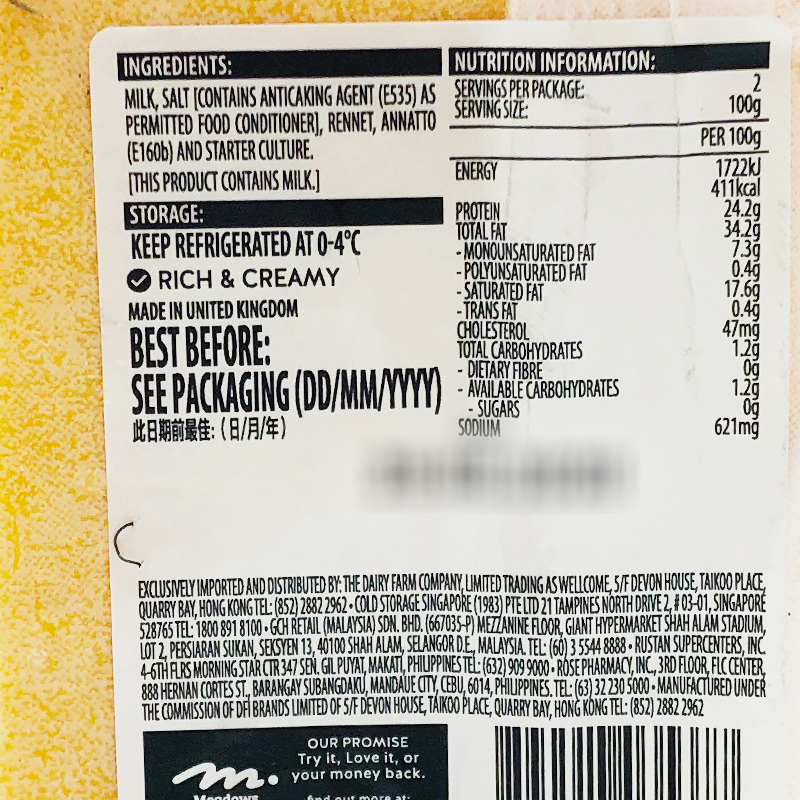 INGREDIENTS:
MILK, SALT [CONTAINS ANTICAKING AGENT (E535) AS
PERMITTED FOOD CONDITIONER], RENNET, ANNATTO
(E160b) AND STARTER CULTURE.
[THIS PRODUCT CONTAINS MILK.]
STORAGE:
KEEP REFRIGERATED AT 0-4°C
RICH & CREAMY
MADE IN UNITED KINGDOM
BEST BEFORE:
SEE PACKAGING (DD/MM/YYYY)
此日期前最佳:(日/月/年)
NUTRITION INFORMATION:
SERVINGS PER PACKAGE: 2
SERVING SIZE: 100g
PER 100g
ENERGY 1722kJ
411kcal
PROTEIN 24.2g
TOTAL FAT 34.2g
- MONOUNSATURATED FAT 7.3g
- POLYUNSATURATED FAT 0.4g
- SATURATED FAT 17.6g
- TRANS FAT 0.4g
CHOLESTEROL 47mg
TOTAL CARBOHYDRATES 1.2g
- DIETARY FIBRE 0g
- AVAILABLE CARBOHYDRATES 1.2g
- SUGARS 0g
SODIUM 621mg
EXCLUSIVELY IMPORTED AND DISTRIBUTED BY: THE DAIRY FARM COMPANY, LIMITED TRADING AS WELLCOME, 5/F DEVON HOUSE, TAIKOO PLACE,
QUARRY BAY, HONG KONG TEL: (852) 2882 2962 • COLD STORAGE SINGAPORE (1983) PTE LTD 21 TAMPINES NORTH DRIVE 2, # 03-01, SINGAPORE
528765 TEL: 1800 891 8100 • GCH RETAIL (MALAYSIA) SDN. BHD. (667035-P) MEZZANINE FLOOR, GIANT HYPERMARKET SHAH ALAM STADIUM,
LOT 2, PERSIARAN SUKAN, SEKSYEN 13, 40100 SHAH ALAM, SELANGOR D.E., MALAYSIA. TEL: (60) 3 5544 8888 • RUSTAN SUPERCENTERS, INC.
4-6TH FLRS MORNING STAR CTR 347 SEN. GIL PUYAT, MAKATI, PHILIPPINES TEL: (632) 909 9000 • ROSE PHARMACY, INC., 3RD FLOOR, FLC CENTER,
888 HERNAN CORTES ST., BARANGAY SUBANGDAKU, MANDAUE CITY, CEBU, 6014, PHILIPPINES. TEL: (63) 32 230 5000 • MANUFACTURED UNDER
THE COMMISSION OF DFI BRANDS LIMITED OF 5/F DEVON HOUSE, TAIKOO PLACE, QUARRY BAY, HONG KONG TEL: (852) 2882 2962
m.
Meadows
OUR PROMISE
Try it, Love it, or
your money back.
find out more at: